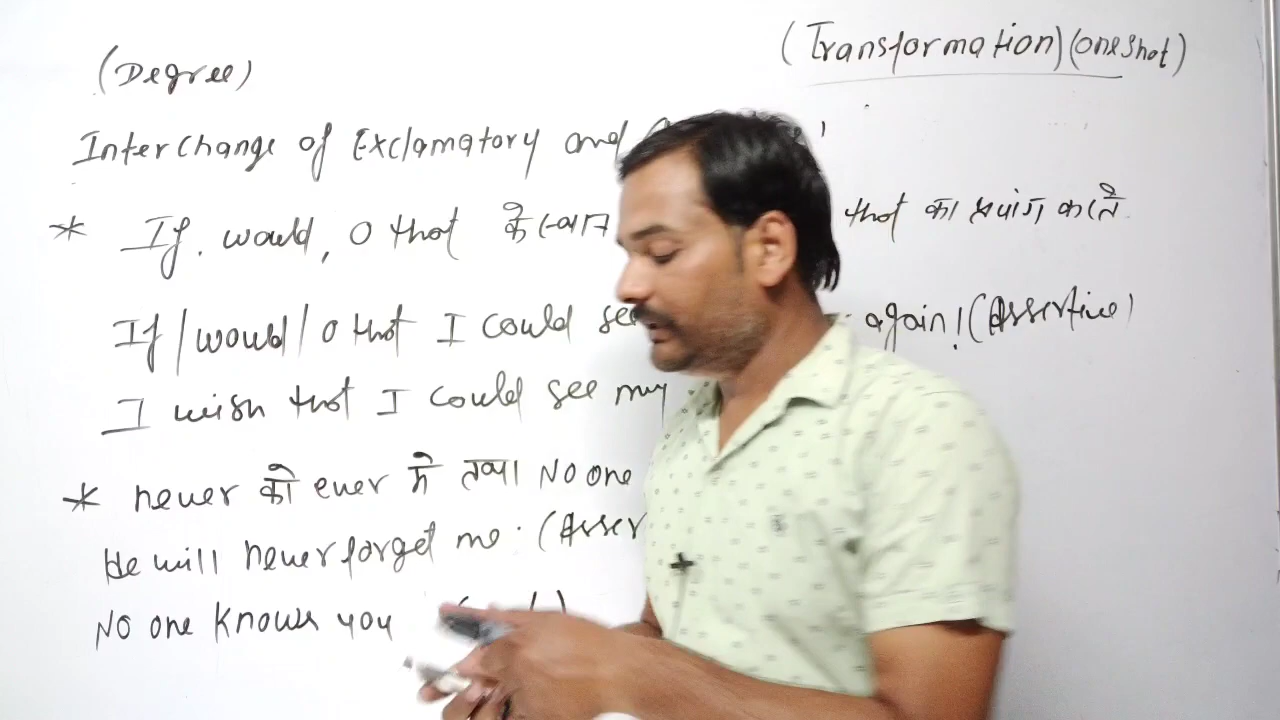 (Transformation) (one shot)
(Degree)
Interchange of Exclamatory and
* If, would, O that के स्थान that का प्रयोग करते
If / would / O that I could see again! (Assertive)
I wish that I could see my
* never को ever में तथा No one
He will never forget me. (Asser
No one knows you